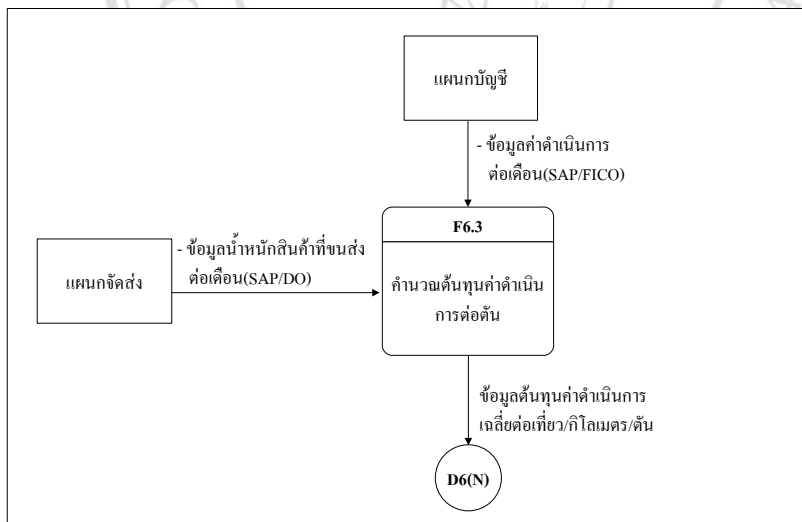 แผนกบัญชี
- ข้อมูลค่าดำเนินการ
ต่อเดือน(SAP/FICO)
F6.3
- ข้อมูลน้ำหนักสินค้าที่ขนส่ง
ต่อเดือน(SAP/DO)
แผนกจัดส่ง
คำนวณต้นทุนค่าดำเนิน
การต่อตัน
ข้อมูลต้นทุนค่าดำเนินการ
เฉลี่ยต่อเที่ยว/กิโลเมตร/ตัน
D6(N)